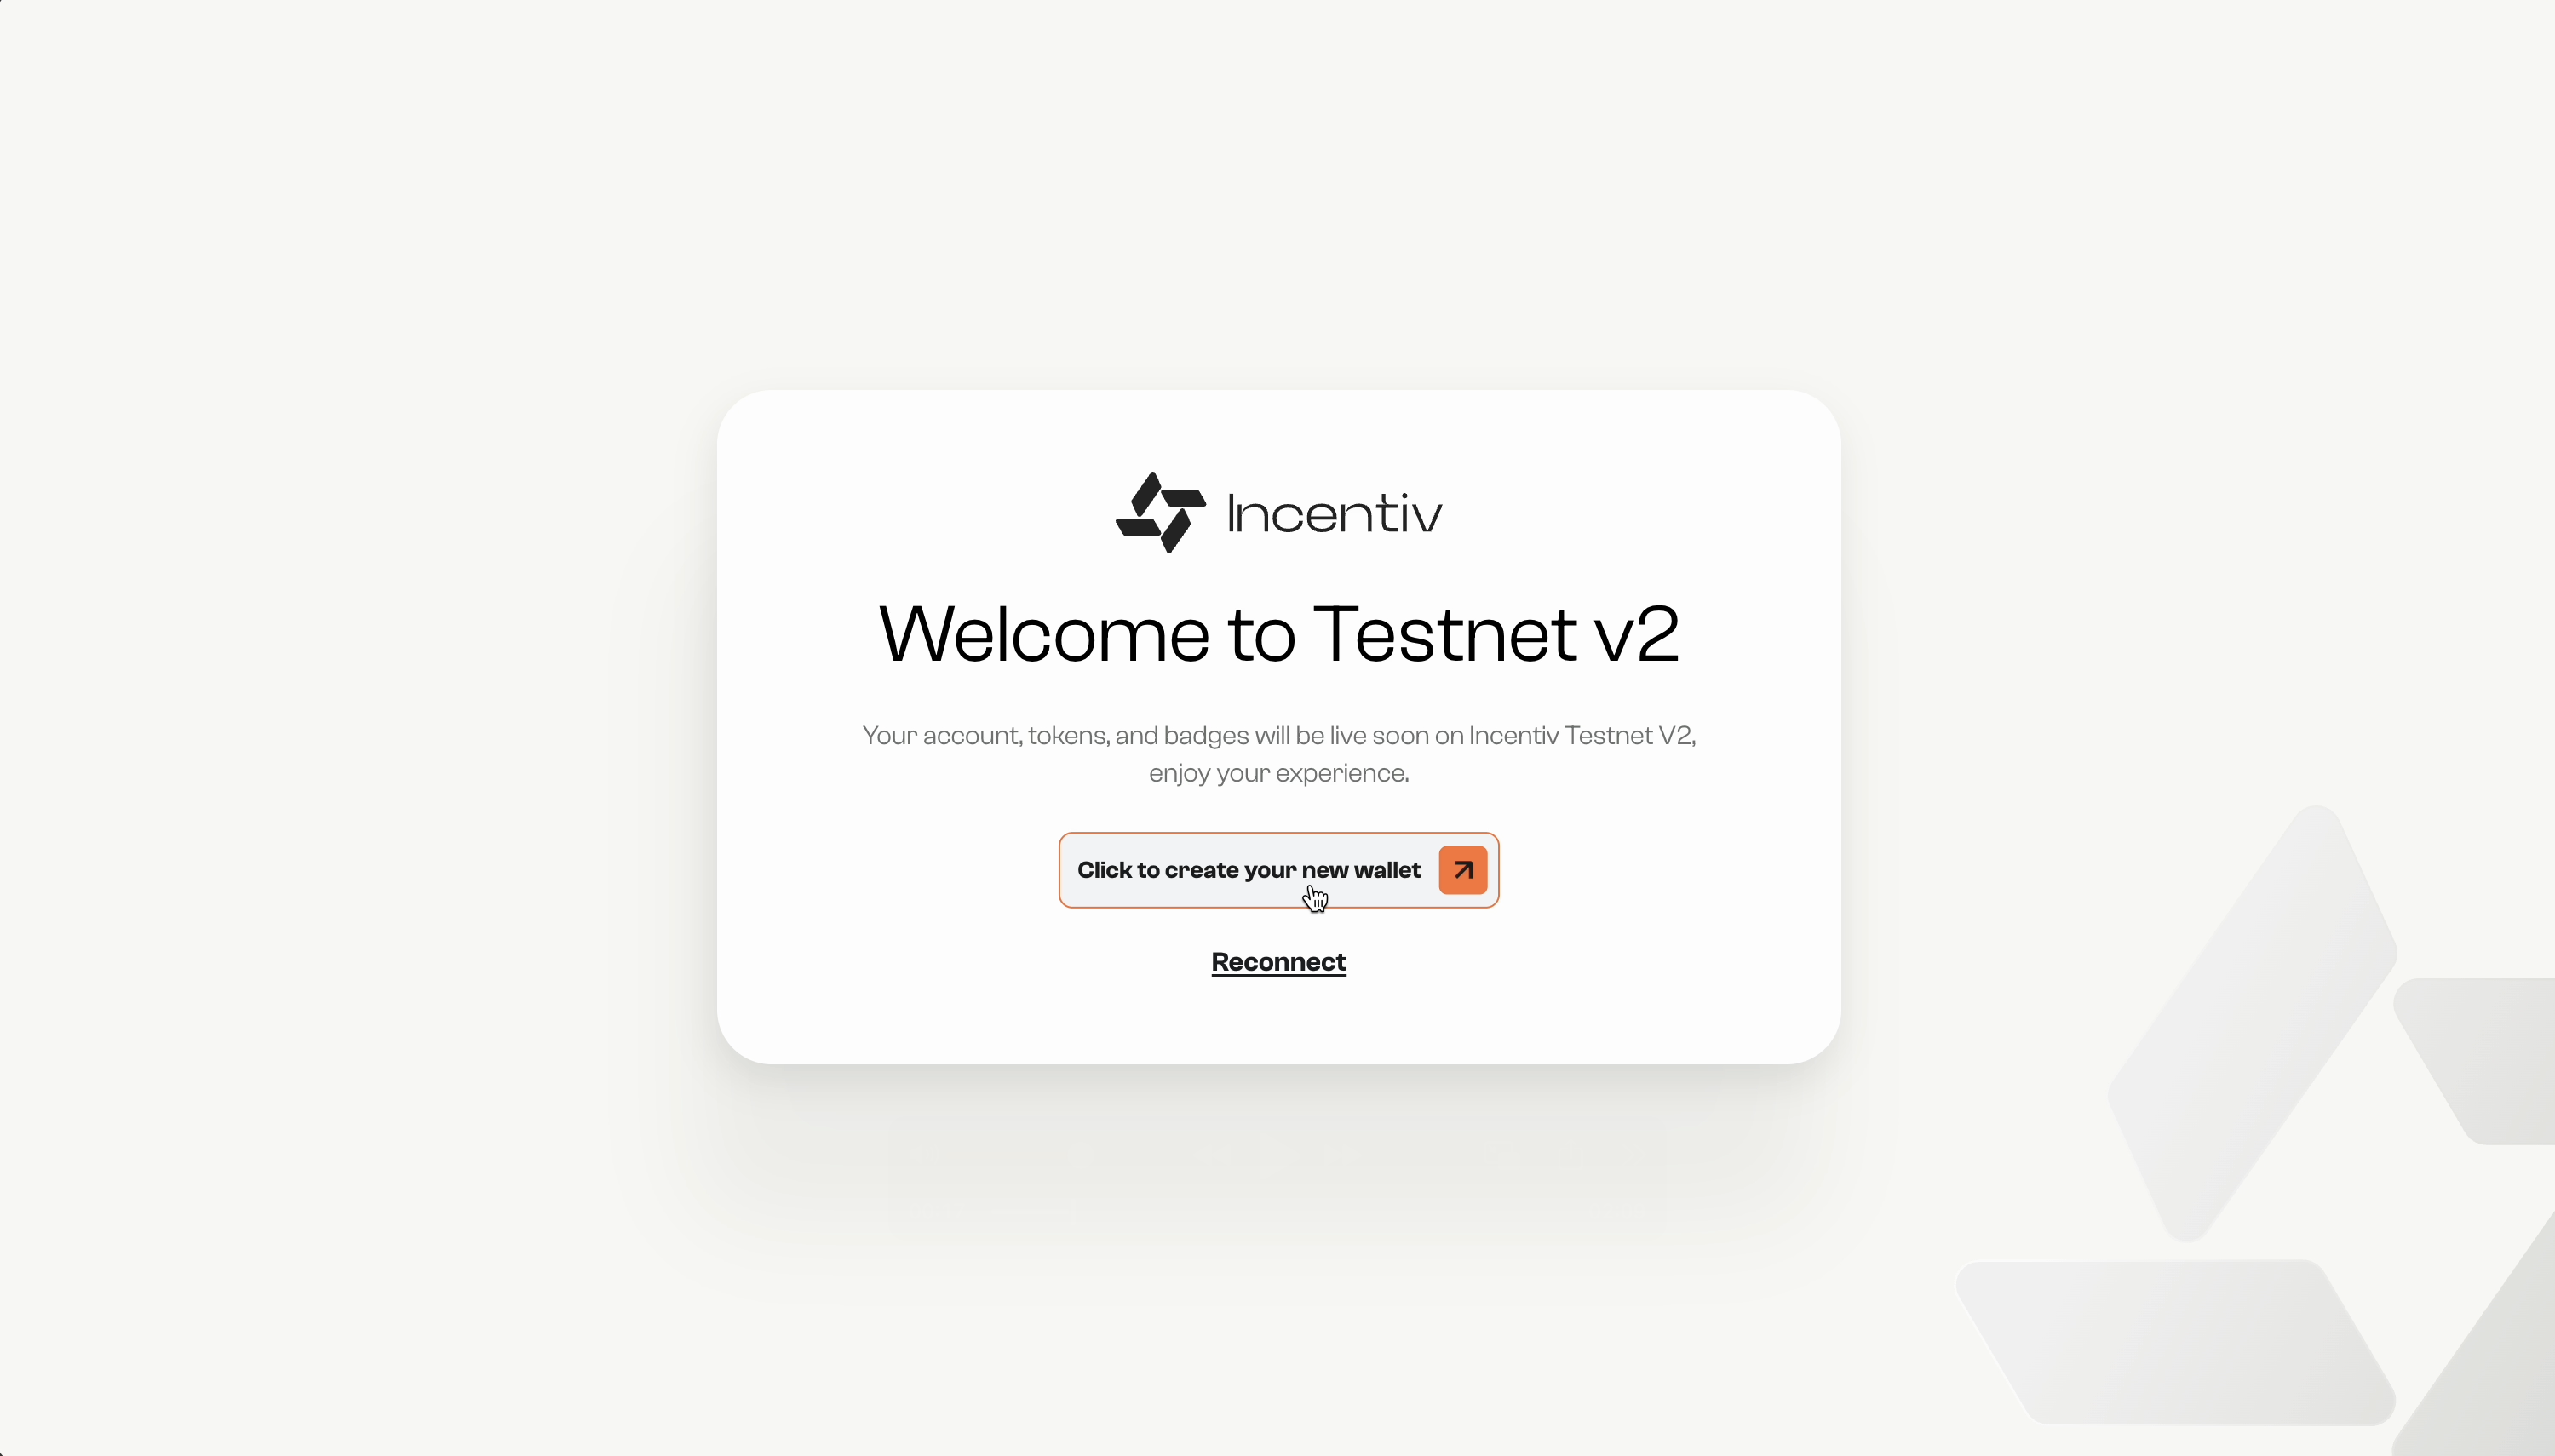 Incentiv
Welcome to Testnet v2
Your account, tokens, and badges will be live soon on Incentiv Testnet V2,
enjoy your experience.
Click to create your new wallet
Reconnect